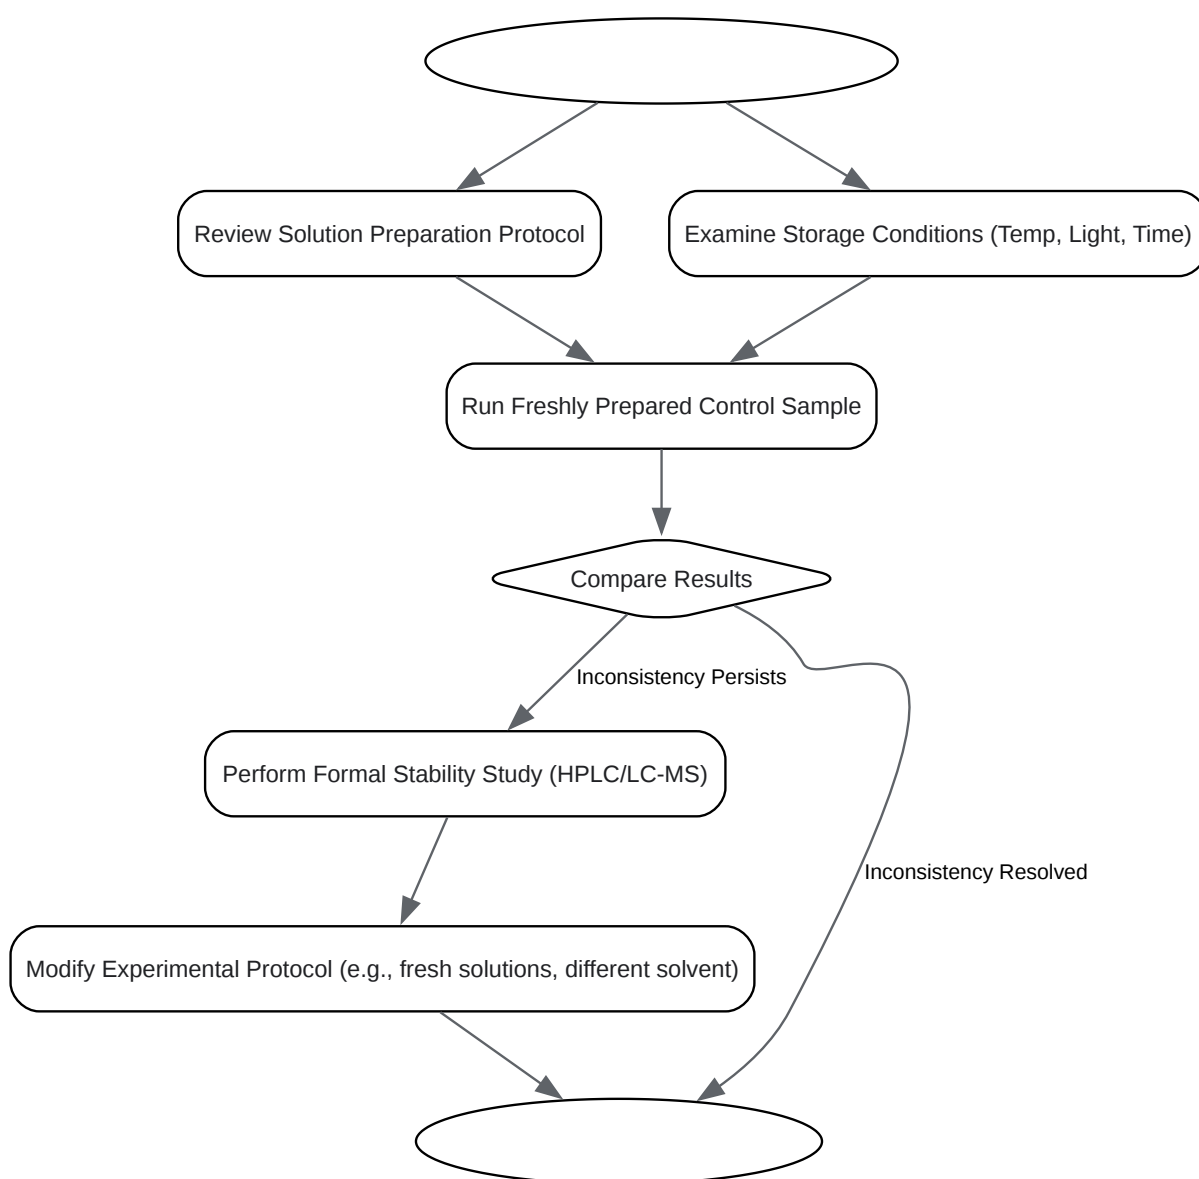 Review Solution Preparation Protocol
Examine Storage Conditions (Temp, Light, Time)
Run Freshly Prepared Control Sample
Compare Results
Inconsistency Persists
Perform Formal Stability Study (HPLC/LC-MS)
Inconsistency Resolved
Modify Experimental Protocol (e.g., fresh solutions, different solvent)